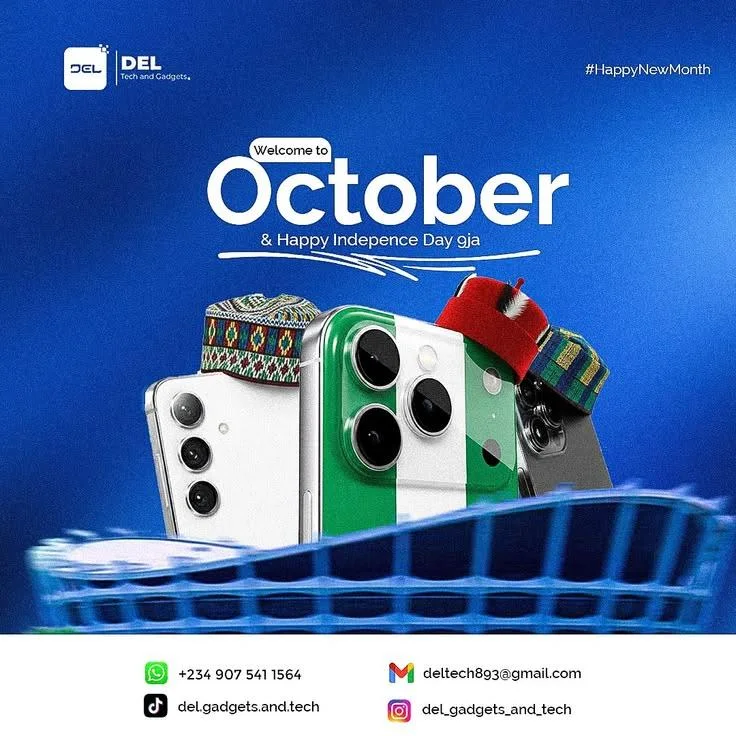 DEL
DEL
Tech and Gadgets.
#HappyNewMonth
Welcome to
October
& Happy Indepence Day 9ja
+234 907 541 1564
deltech893@gmail.com
del.gadgets.and.tech
del_gadgets_and_tech